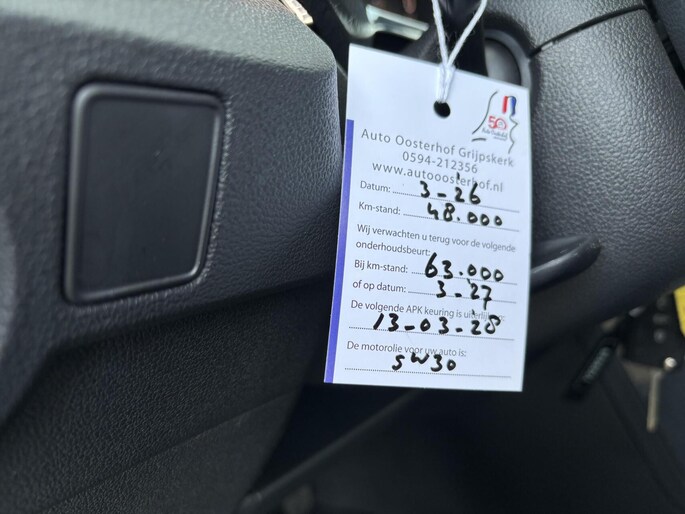 50
Auto Oosterhof Grijpskerk
0594-212356
www.autooosterhof.nl
Datum: 3-'26
Km-stand: 48.000
Wij verwachten u terug voor de volgende
onderhoudsbeurt:
Bij km-stand: 63.000
of op datum: 3-'27
De volgende APK keuring is uiterlijk op:
13-03-'28
De motorolie voor uw auto is:
5W30